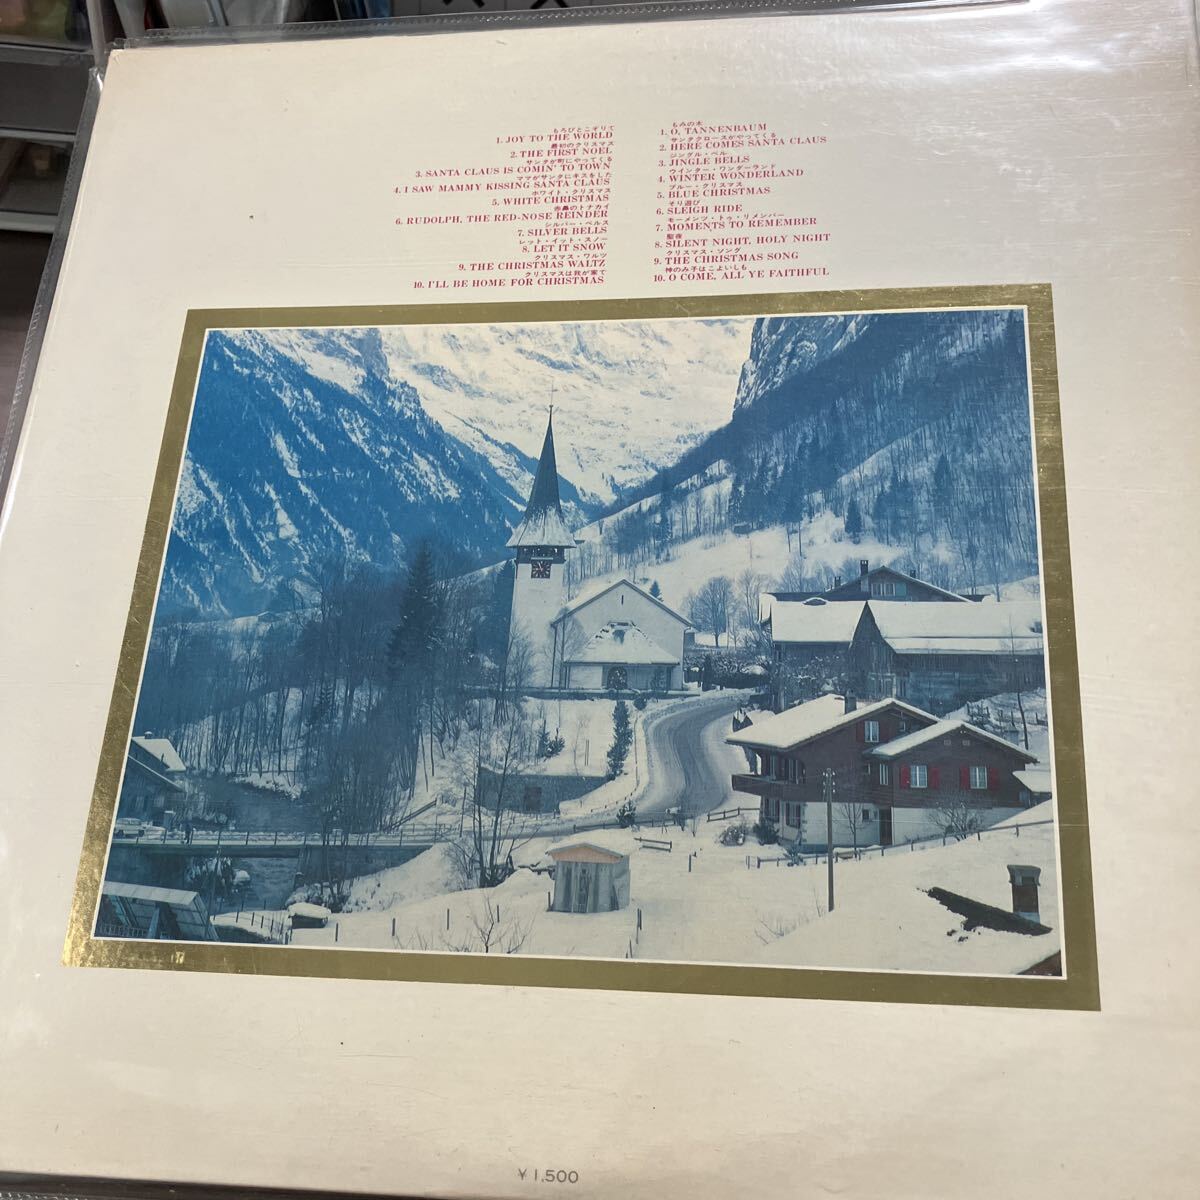 もろびとこぞりて
1. JOY TO THE WORLD
最初のクリスマス
2. THE FIRST NOEL
サンタが町にやってくる
3. SANTA CLAUS IS COMIN' TO TOWN
ママがサンタにキスをした
4. I SAW MAMMY KISSING SANTA CLAUS
ホワイト・クリスマス
5. WHITE CHRISTMAS
赤鼻のトナカイ
6. RUDOLPH, THE RED-NOSE REINDER
シルバー・ベルス
7. SILVER BELLS
レット・イット・スノー
8. LET IT SNOW
クリスマス・ワルツ
9. THE CHRISTMAS WALTZ
クリスマスは我が家で
10. I'LL BE HOME FOR CHRISTMAS
もみの木
1. O, TANNENBAUM
サンタクロースがやってくる
2. HERE COMES SANTA CLAUS
ジングル・ベル
3. JINGLE BELLS
ウインター・ワンダーランド
4. WINTER WONDERLAND
ブルー・クリスマス
5. BLUE CHRISTMAS
そり遊び
6. SLEIGH RIDE
モーメンツ・トゥ・リメンバー
7. MOMENTS TO REMEMBER
聖夜
8. SILENT NIGHT, HOLY NIGHT
クリスマス・ソング
9. THE CHRISTMAS SONG
神のみ子はこよいしも
10. O COME, ALL YE FAITHFUL
¥1,500